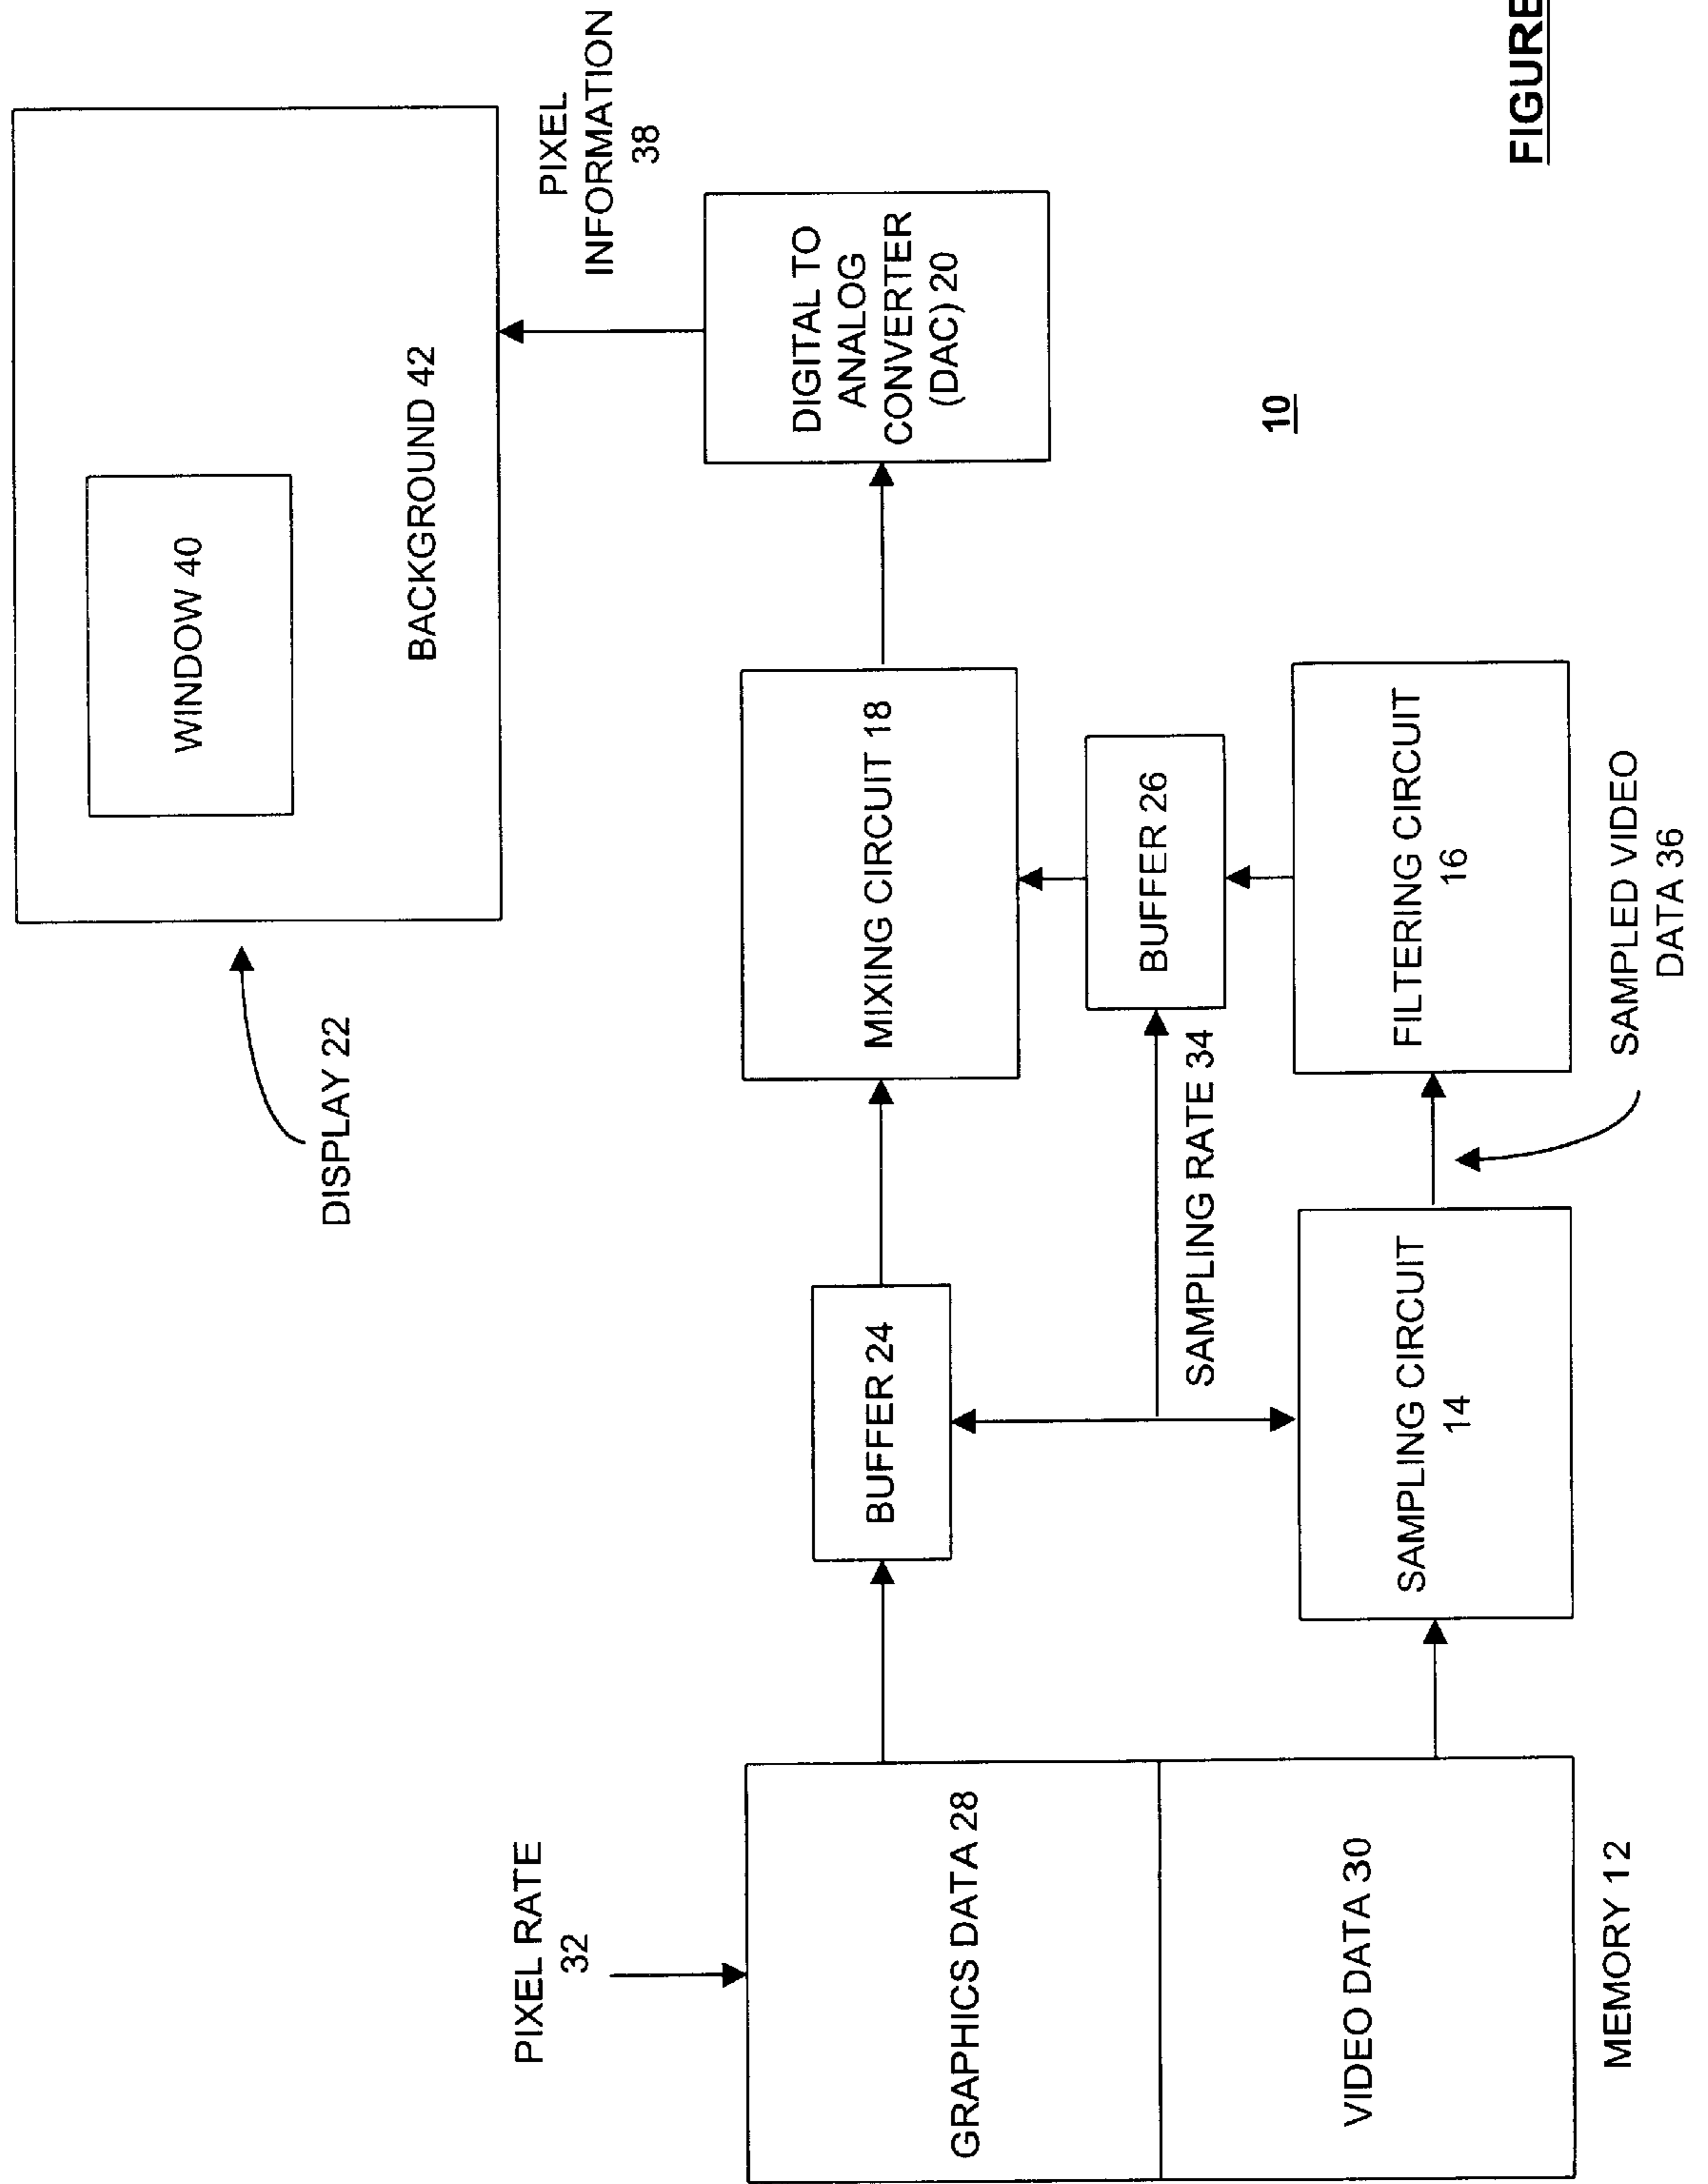 WINDOW 40
BACKGROUND 42
DISPLAY 22
PIXEL
INFORMATION
38
PIXEL RATE
32
GRAPHICS DATA 28
VIDEO DATA 30
MEMORY 12
BUFFER 24
MIXING CIRCUIT 18
DIGITAL TO
ANALOG
CONVERTER
(DAC) 20
SAMPLING RATE 34
BUFFER 26
SAMPLING CIRCUIT
14
FILTERING CIRCUIT
16
SAMPLED VIDEO
DATA 36
10
FIGURE